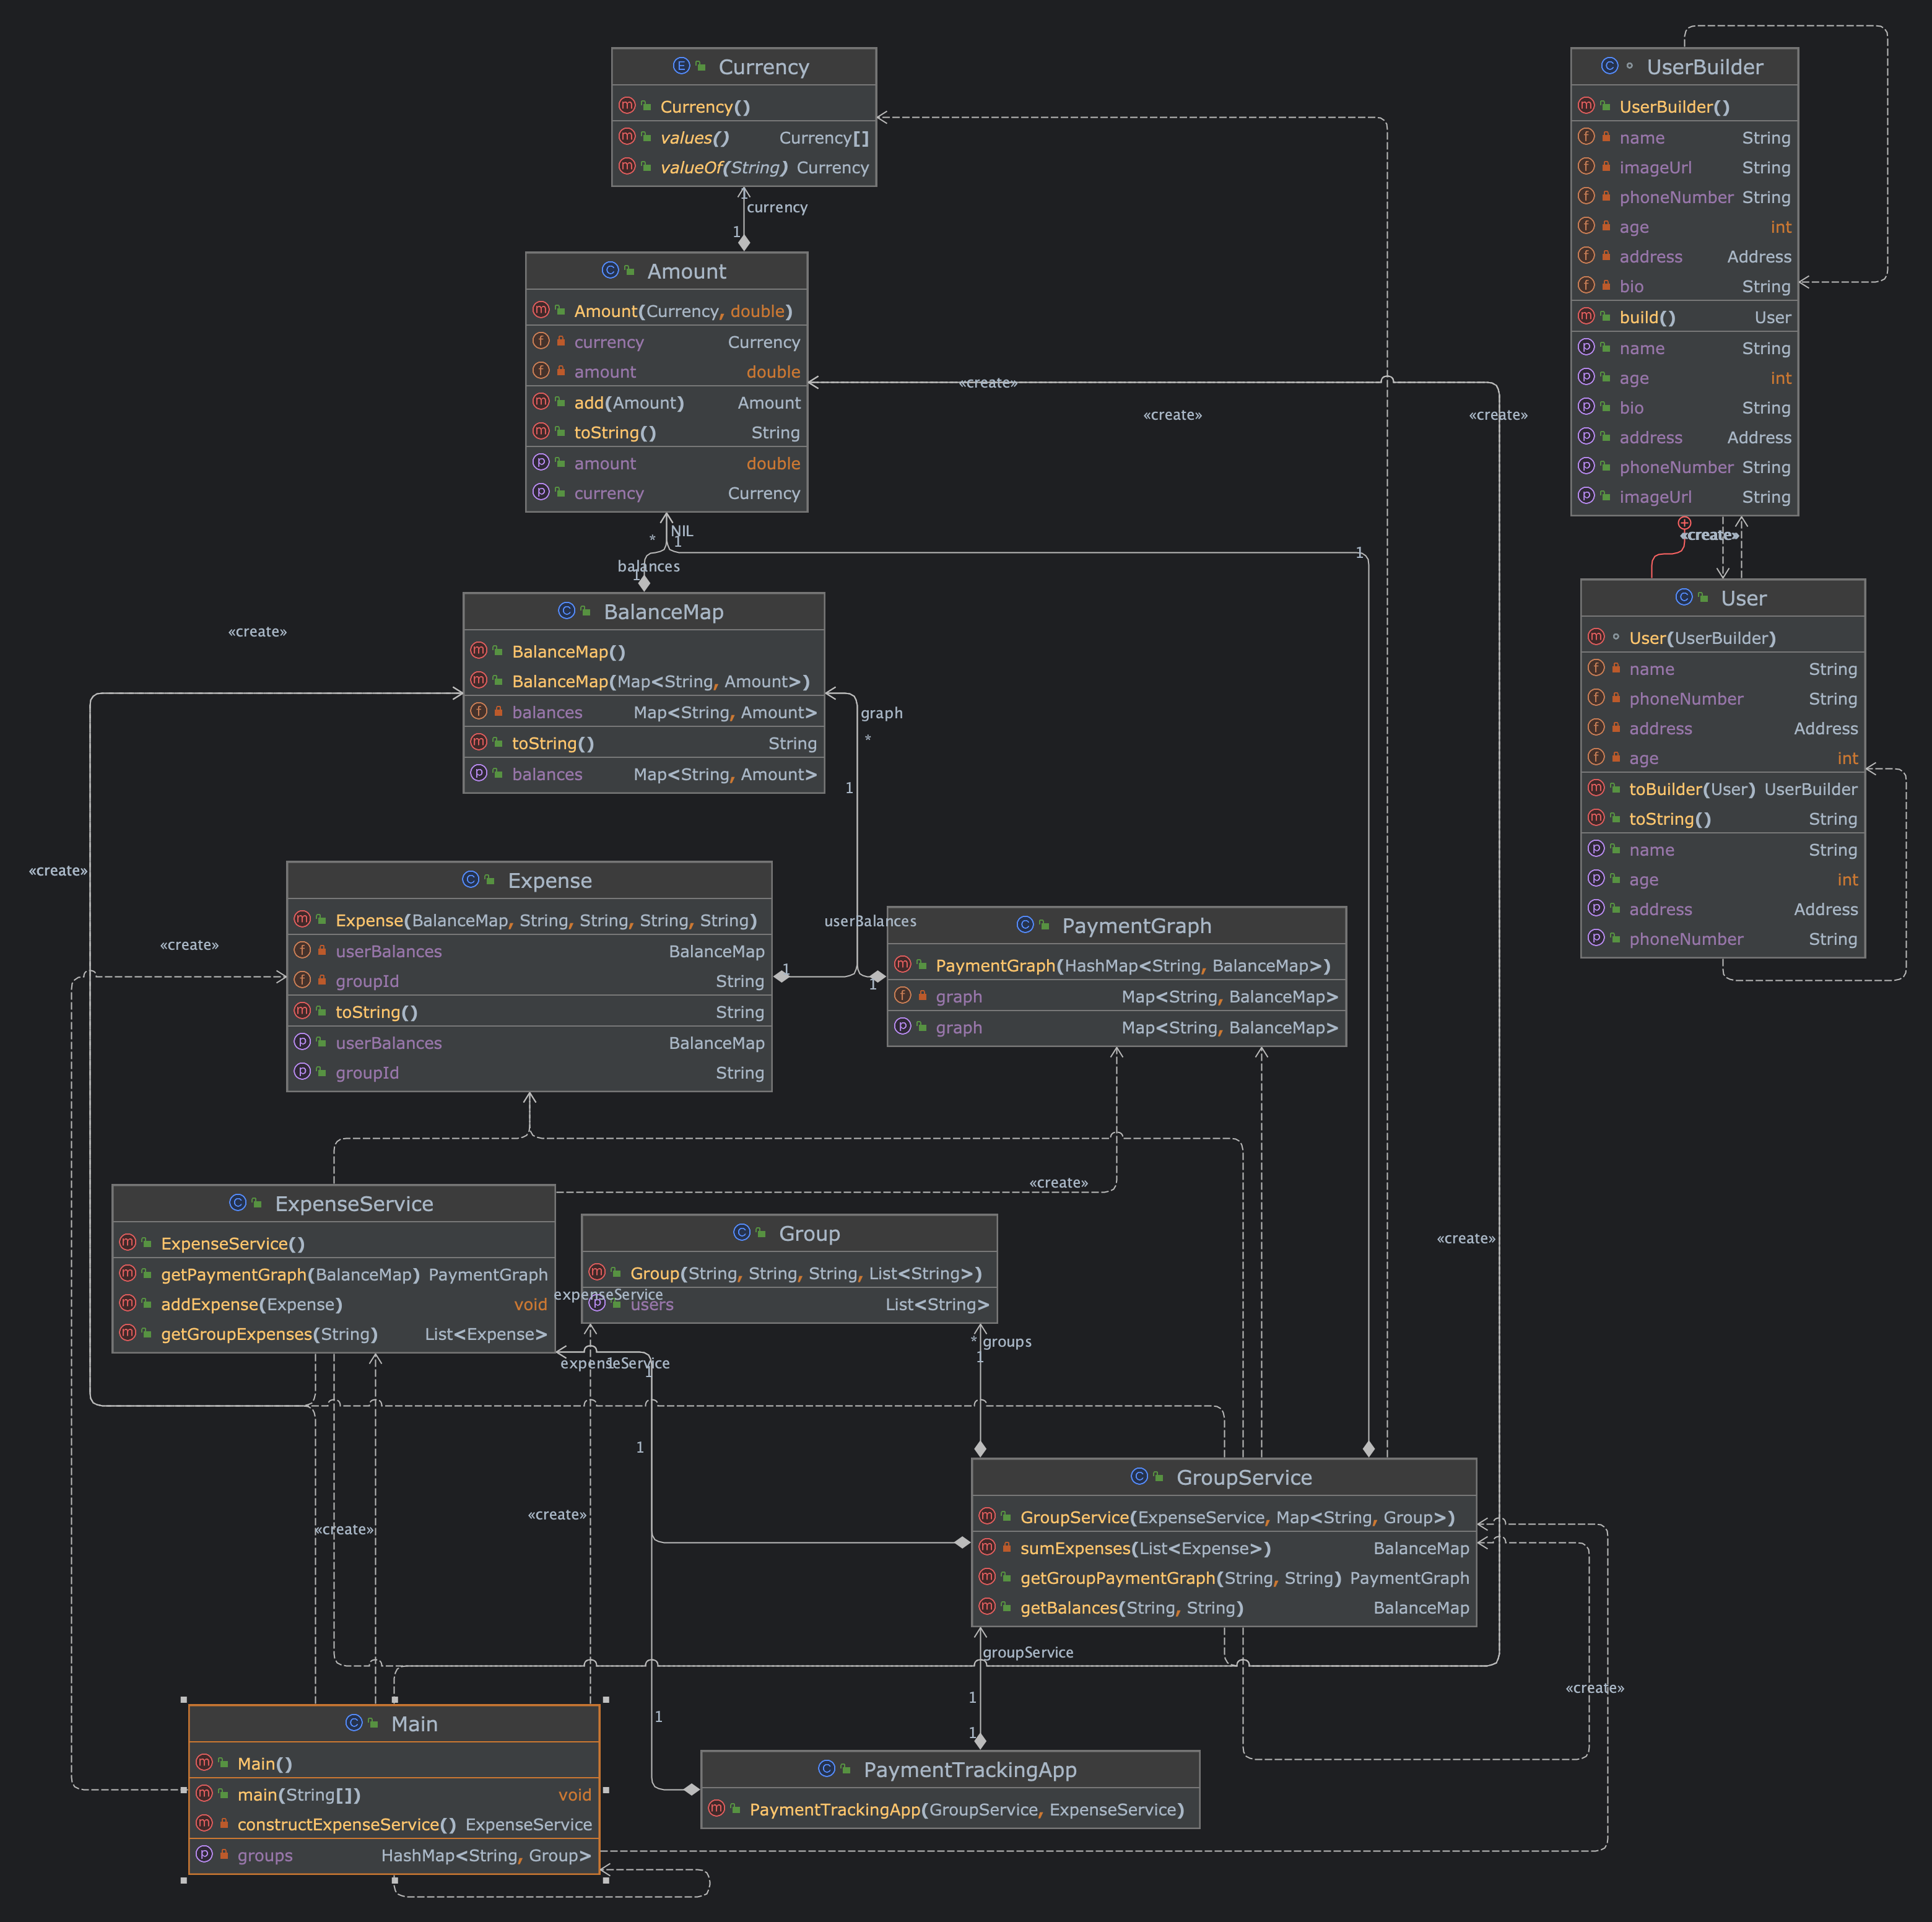 Currency
Currency()
values() Currency[]
valueOf(String) Currency
currency
1
1
Amount
Amount(Currency, double)
currency Currency
amount double
add(Amount) Amount
toString() String
amount double
currency Currency
«create»
«create»
«create»
NIL
*
1
1
balances
1
BalanceMap
BalanceMap()
BalanceMap(Map<String, Amount>)
balances Map<String, Amount>
toString() String
balances Map<String, Amount>
«create»
graph
*
1
«create»
UserBuilder
UserBuilder()
name String
imageUrl String
phoneNumber String
age int
address Address
bio String
build() User
name String
age int
bio String
address Address
phoneNumber String
imageUrl String
«create»
User
User(UserBuilder)
name String
phoneNumber String
address Address
age int
toBuilder(User) UserBuilder
toString() String
name String
age int
address Address
phoneNumber String
Expense
Expense(BalanceMap, String, String, String, String)
userBalances BalanceMap
groupId String
toString() String
userBalances BalanceMap
groupId String
«create»
userBalances
1
1
PaymentGraph
PaymentGraph(HashMap<String, BalanceMap>)
graph Map<String, BalanceMap>
graph Map<String, BalanceMap>
«create»
«create»
ExpenseService
ExpenseService()
getPaymentGraph(BalanceMap) PaymentGraph
addExpense(Expense) void
getGroupExpenses(String) List<Expense>
Group
Group(String, String, String, List<String>)
users List<String>
expenseService
expenseService
1
1
1
* groups
1
GroupService
GroupService(ExpenseService, Map<String, Group>)
sumExpenses(List<Expense>) BalanceMap
getGroupPaymentGraph(String, String) PaymentGraph
getBalances(String, String) BalanceMap
«create»
«create»
groupService
1
1
1
«create»
Main
Main()
main(String[]) void
constructExpenseService() ExpenseService
groups HashMap<String, Group>
PaymentTrackingApp
PaymentTrackingApp(GroupService, ExpenseService)